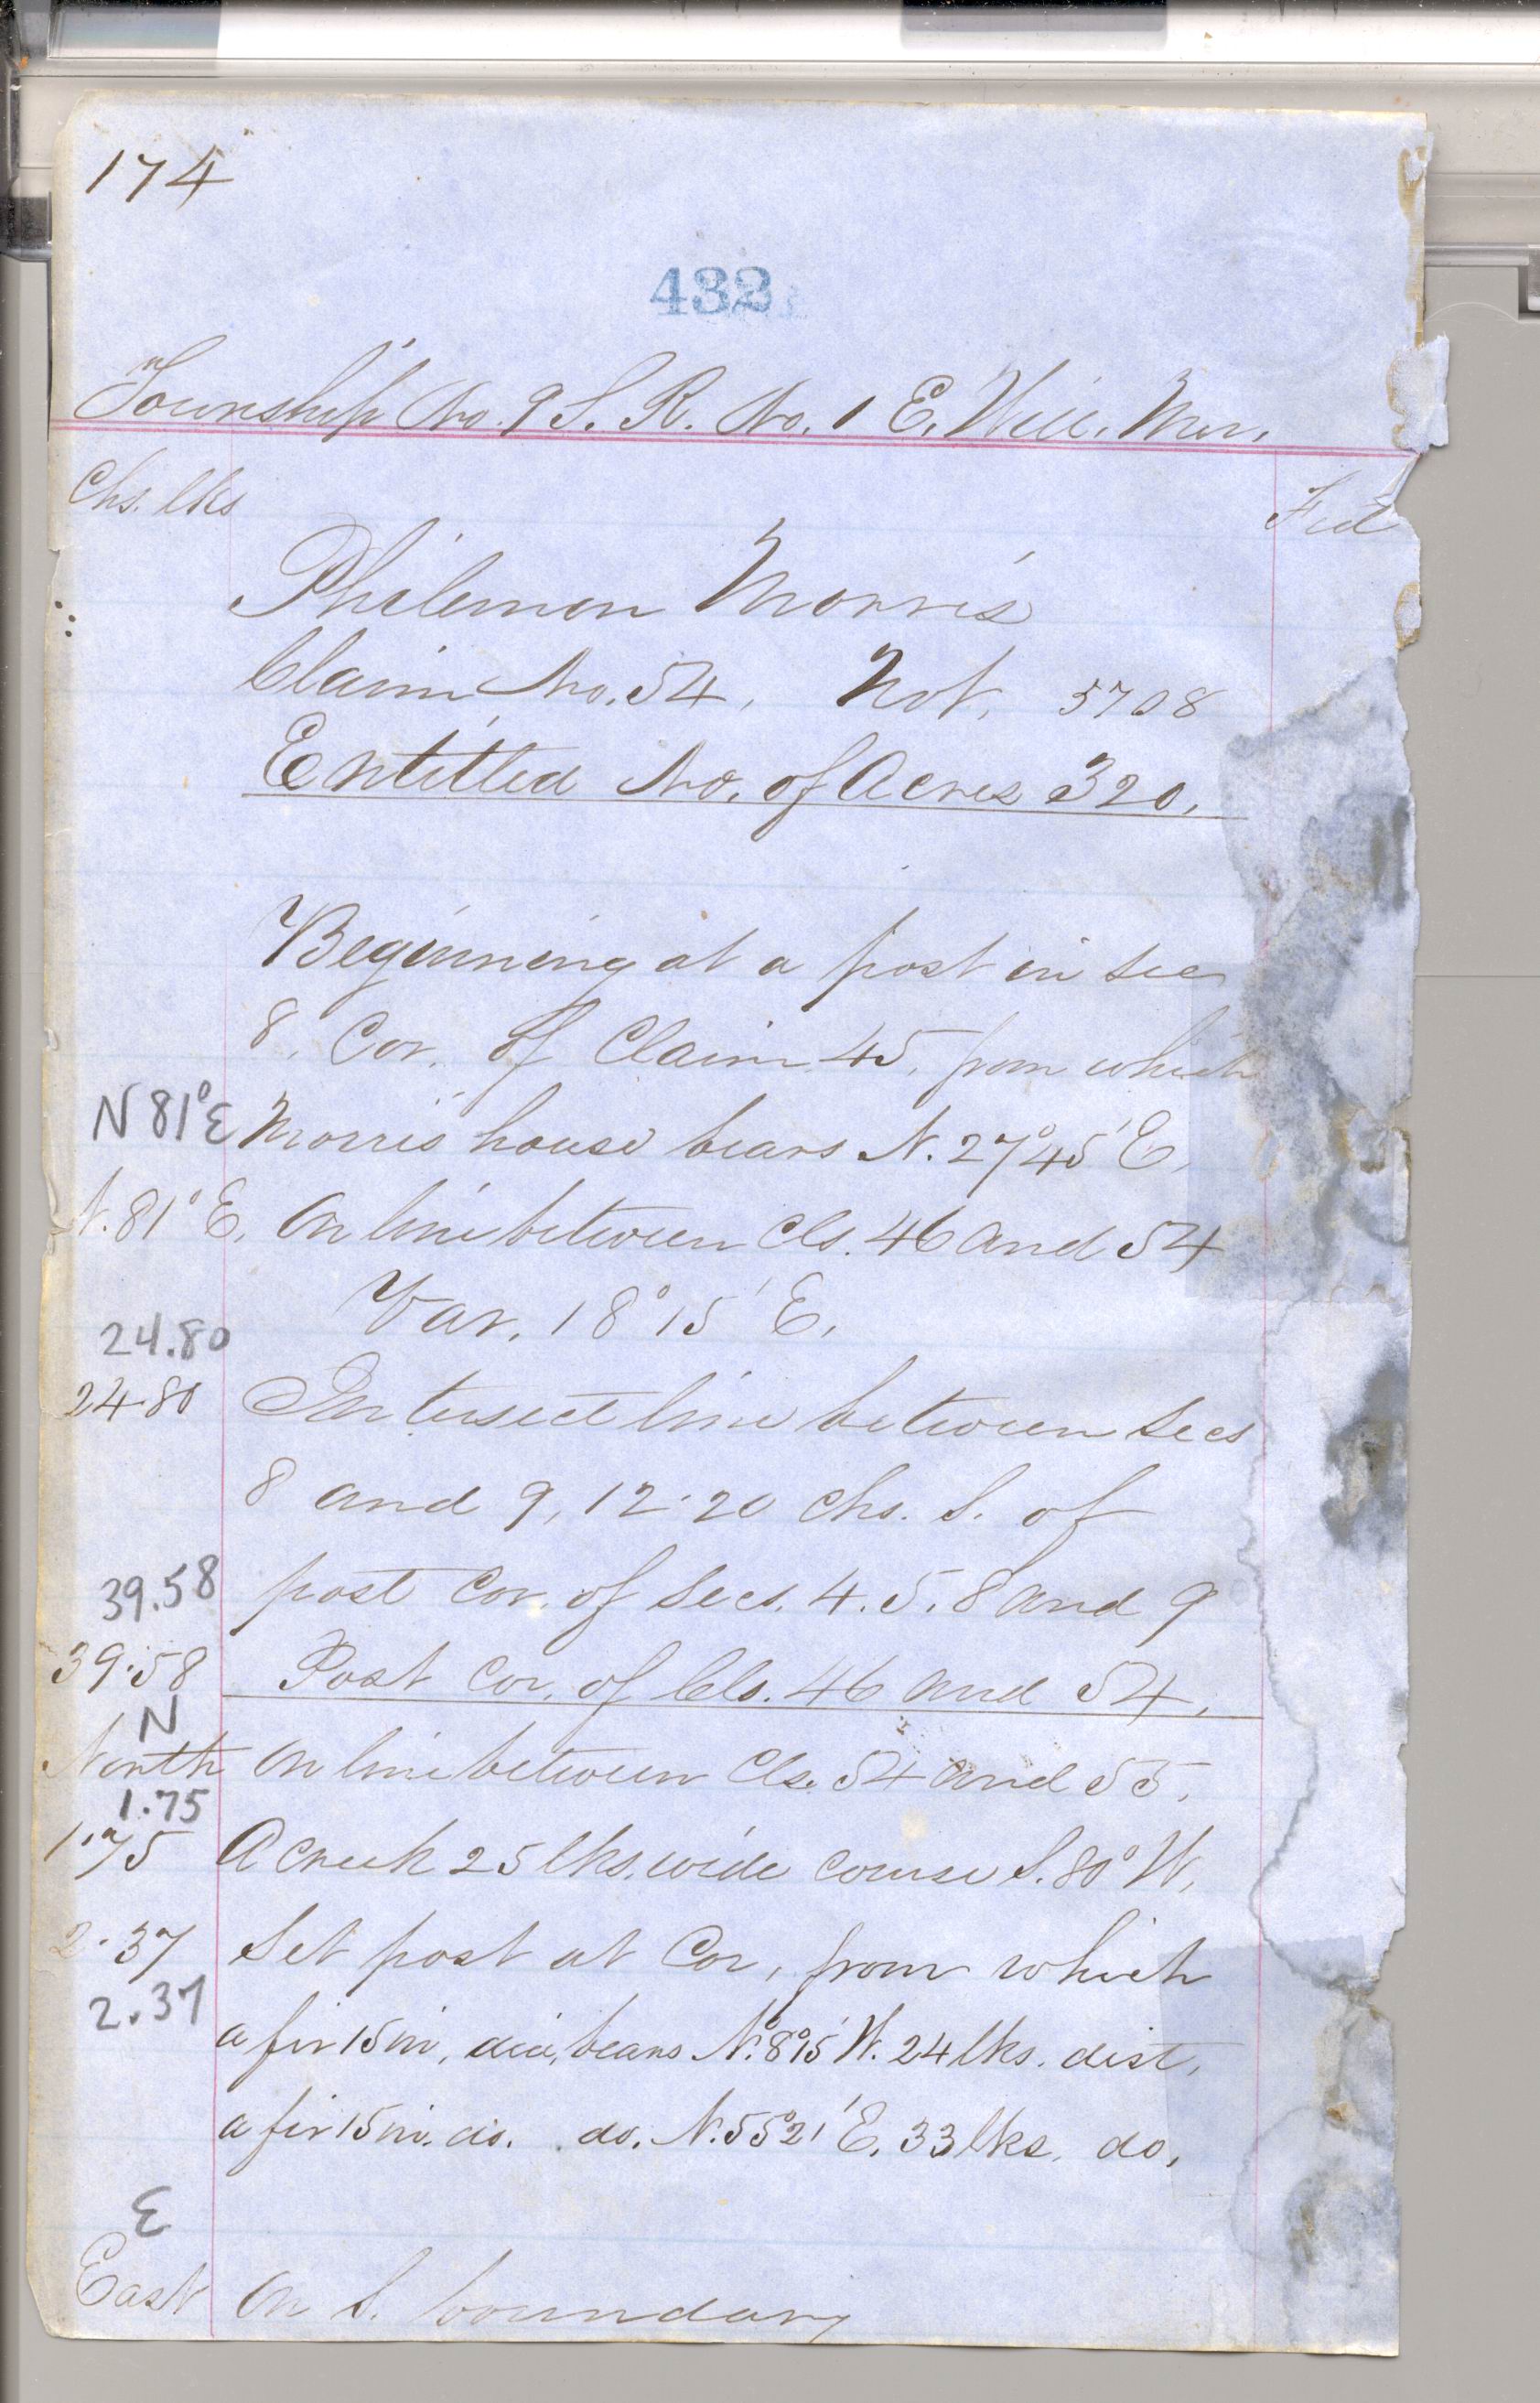 174
432
Township No. 9 S. R. No. 1 E. Will. Mer.
Chs. lks
Philemon Morris
Claim No. 54, Not, 5708
Entitled No. of Acres 320,
Beginning at a post in Sec
8, Cor. of Claim 45, from which
N 81° E Morris house bears N. 27° 45' E,
N. 81° E. On line between Cls. 46 and 54
Var. 18° 15' E.
24.80
24.80 Intersect line between Secs
8 and 9, 12.20 chs. S. of
39.58 post Cor. of Secs. 4. 5. 8 and 9
39.58 Post Cor. of Cls. 46 and 54,
N
North On line between Cls. 54 and 55,
1.75
1.75 A creek 25 lks. wide course S. 80° W,
2.37 Set post at Cor, from which
2.37
a fir 15 in, dia, bears N. 8° 15' W. 24 lks. dist,
a fir 15 in. do. do. N. 55° 21' E. 33 lks. do,
E
East On S. boundary